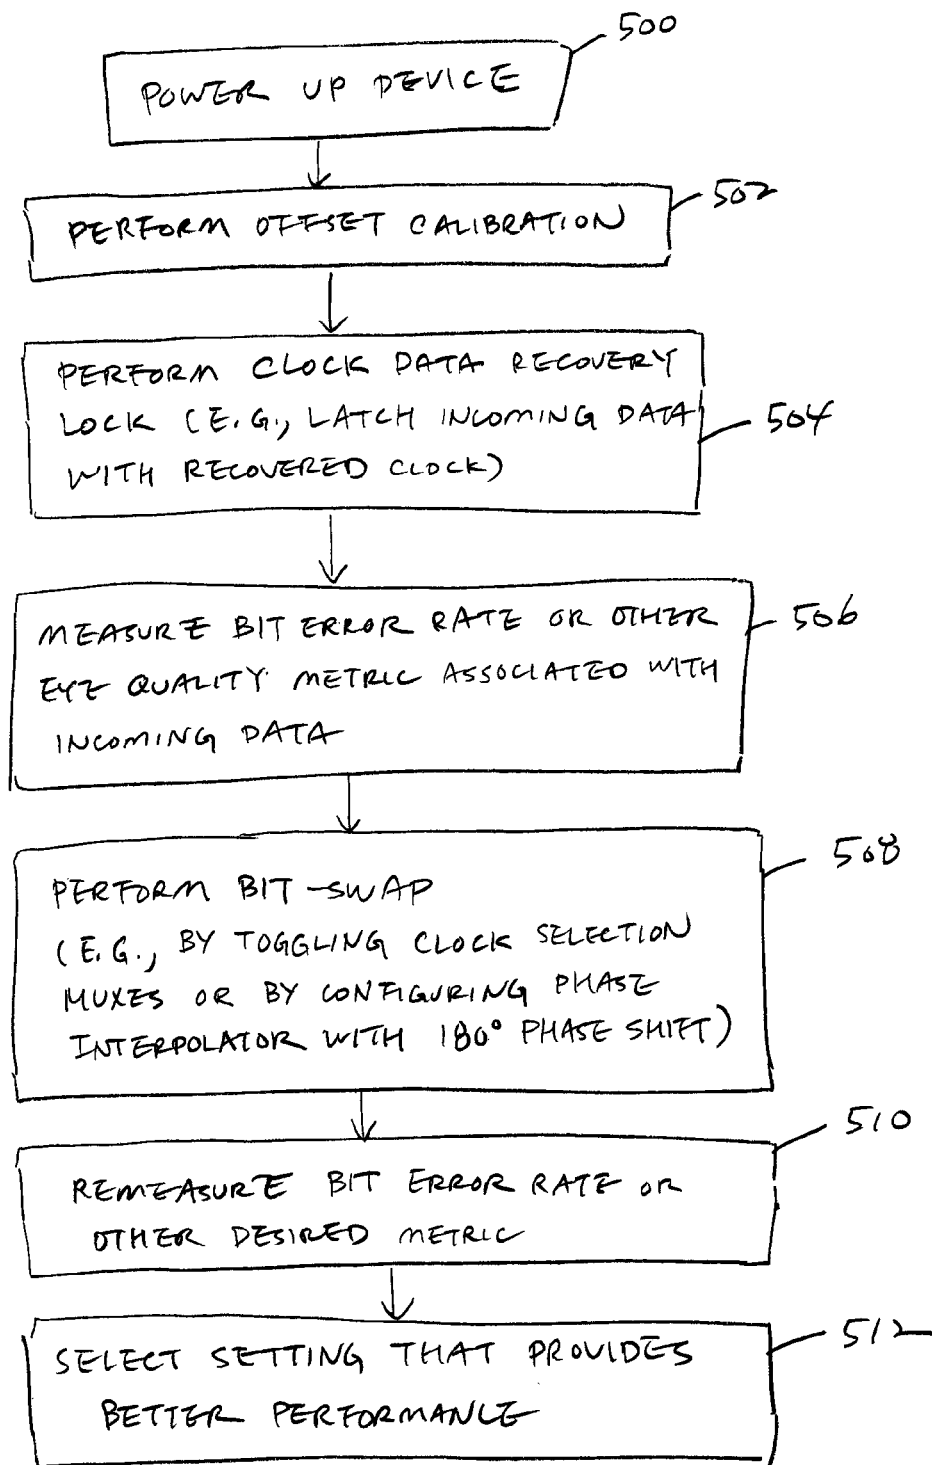 500
POWER UP DEVICE
502
PERFORM OFFSET CALIBRATION
PERFORM CLOCK DATA RECOVERY
LOCK (E.G., LATCH INCOMING DATA
WITH RECOVERED CLOCK)
504
MEASURE BIT ERROR RATE OR OTHER
EYE QUALITY METRIC ASSOCIATED WITH
INCOMING DATA
506
508
PERFORM BIT-SWAP
(E.G., BY TOGGLING CLOCK SELECTION
MUXES OR BY CONFIGURING PHASE
INTERPOLATOR WITH 180° PHASE SHIFT)
510
REMEASURE BIT ERROR RATE OR
OTHER DESIRED METRIC
512
SELECT SETTING THAT PROVIDES
BETTER PERFORMANCE